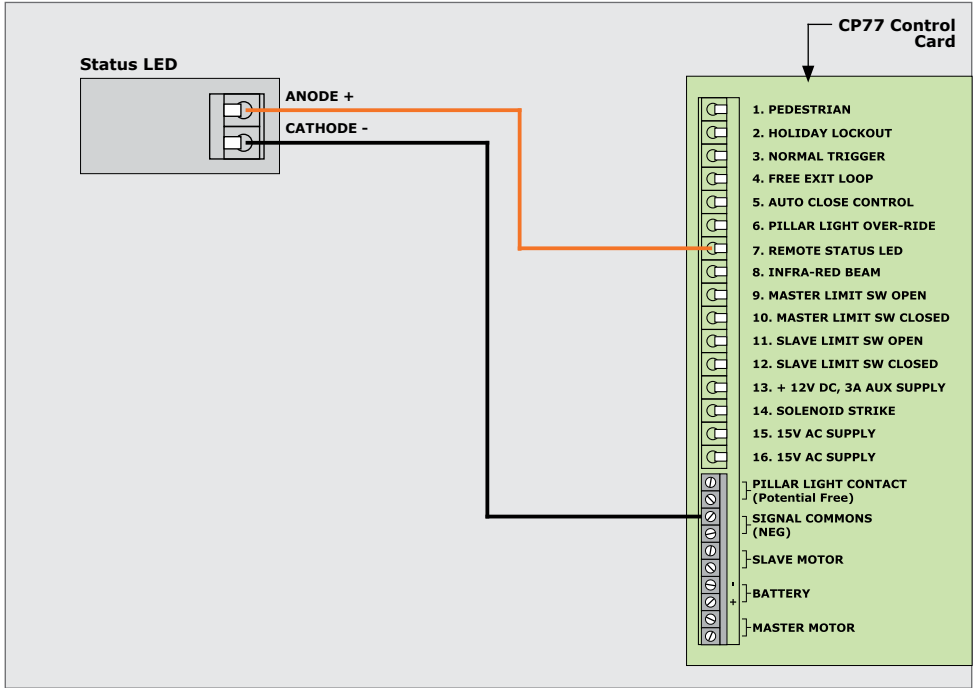 CP77 Control
Card
Status LED
ANODE +
CATHODE -
1. PEDESTRIAN
2. HOLIDAY LOCKOUT
3. NORMAL TRIGGER
4. FREE EXIT LOOP
5. AUTO CLOSE CONTROL
6. PILLAR LIGHT OVER-RIDE
7. REMOTE STATUS LED
8. INFRA-RED BEAM
9. MASTER LIMIT SW OPEN
10. MASTER LIMIT SW CLOSED
11. SLAVE LIMIT SW OPEN
12. SLAVE LIMIT SW CLOSED
13. + 12V DC, 3A AUX SUPPLY
14. SOLENOID STRIKE
15. 15V AC SUPPLY
16. 15V AC SUPPLY
PILLAR LIGHT CONTACT
(Potential Free)
SIGNAL COMMONS
(NEG)
SLAVE MOTOR
-
BATTERY
+
MASTER MOTOR